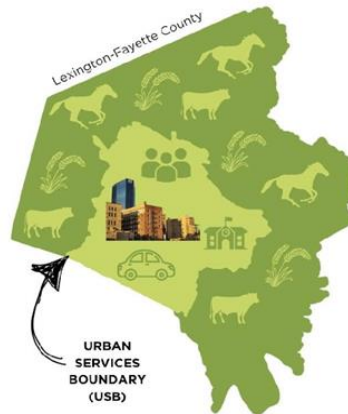 Lexington-Fayette County
URBAN
SERVICES
BOUNDARY
(USB)